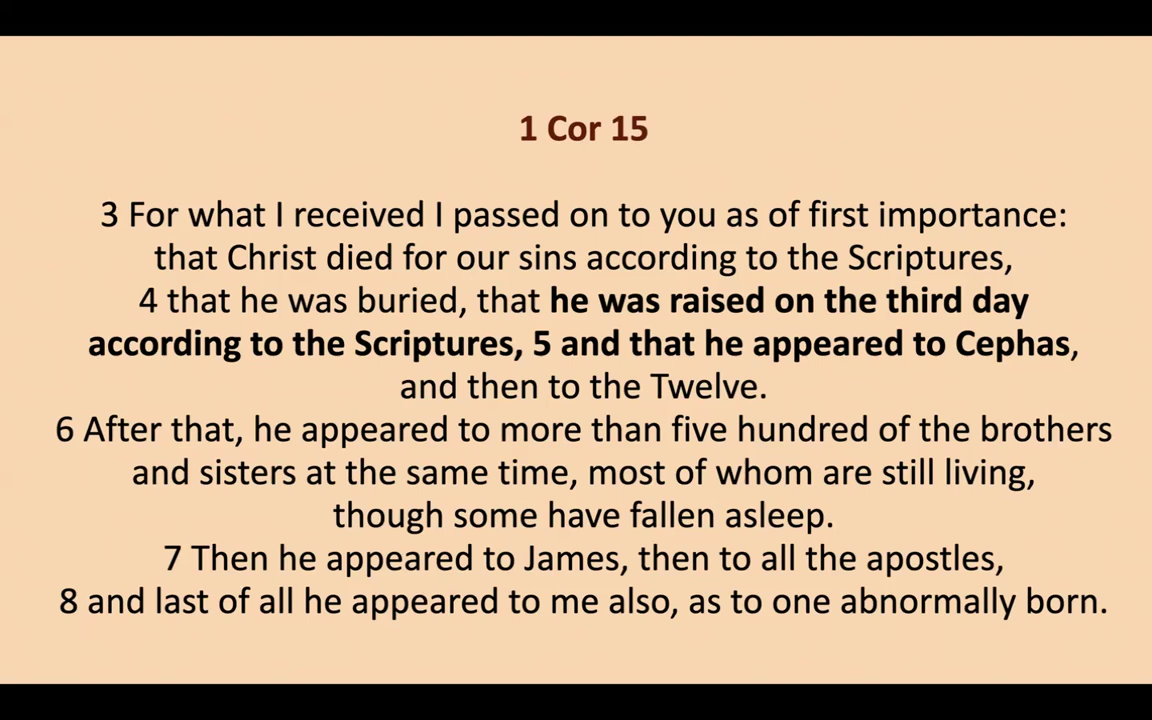 1 Cor 15
3 For what I received I passed on to you as of first importance:
that Christ died for our sins according to the Scriptures,
4 that he was buried, that he was raised on the third day
according to the Scriptures, 5 and that he appeared to Cephas,
and then to the Twelve.
6 After that, he appeared to more than five hundred of the brothers
and sisters at the same time, most of whom are still living,
though some have fallen asleep.
7 Then he appeared to James, then to all the apostles,
8 and last of all he appeared to me also, as to one abnormally born.